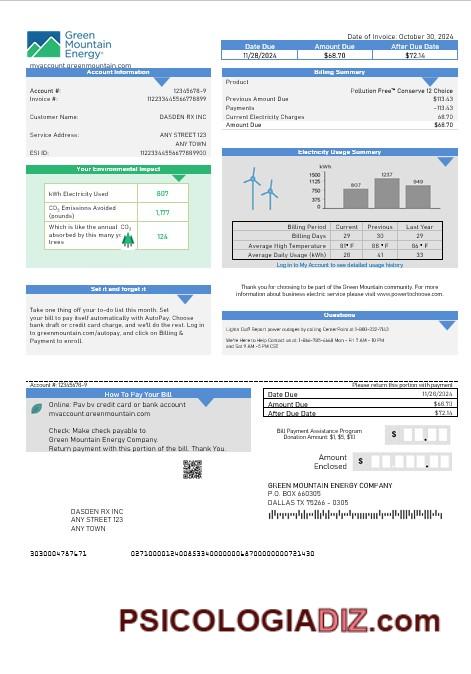 Green
Mountain
Energy®
myaccount.greenmountain.com
Date of Invoice: October 30, 2024
Date Due Amount Due After Due Date
11/28/2024 $68.70 $72.14
Account Information
Account #: 12345678-9
Invoice #: 11223344556677889 9
Customer Name: DASDEN RX INC
Service Address: ANY STREET 123
ANY TOWN
ESI ID: 1122334455667788990 0
Billing Summary
Product
Pollution Free™ Conserve 12 Choice
Previous Amount Due $113.43
Payments -113.43
Current Electricity Charges 68.70
Amount Due $68.70
Your Environmental Impact
kWh Electricity Used 807
CO2 Emissions Avoided (pounds) 1,177
Which is like the annual CO2
absorbed by this many
trees 124
Electricity Usage Summary
kWh
1500
1125
750
375
0
807 1237 949
Billing Period Current Previous Last Year
Billing Days 29 30 29
Average High Temperature 81° F 88° F 86° F
Average Daily Usage (kWh) 28 41 33
Log in to My Account to see detailed usage history
Set it and forget it
Take one thing off your to-do list this month. Set
your bill to pay itself automatically with AutoPay. Choose
bank draft or credit card charge, and we'll do the rest. Log in
to greenmountain.com/autopay, and click on Billing &
Payment to enroll.
Thank you for choosing to be part of the Green Mountain community. For more
information about business electric service please visit www.powertochoose.com.
Questions
Lights Out? Report power outages by calling CenterPoint at 1-800-332-7143
We're Here to Help Contact us at 1-866-785-4668 Mon - Fri 7 AM - 10 PM
and Sat 9 AM - 5 PM CST
Account #: 12345678-9
Please return this portion with payment
How To Pay Your Bill
Online: Pay by credit card or bank account
myaccount.greenmountain.com
Check: Make check payable to
Green Mountain Energy Company.
Return payment with this portion of the bill. Thank You.
Date Due 11/28/2024
Amount Due $68.70
After Due Date $72.14
Bill Payment Assistance Program
Donation Amount $1, $5, $10
$
Amount
Enclosed
$
GREEN MOUNTAIN ENERGY COMPANY
P.O. BOX 660305
DALLAS TX 75266 - 0305
DASDEN RX INC
ANY STREET 123
ANY TOWN
3030004787671
PSICOLOGIADIZ.com